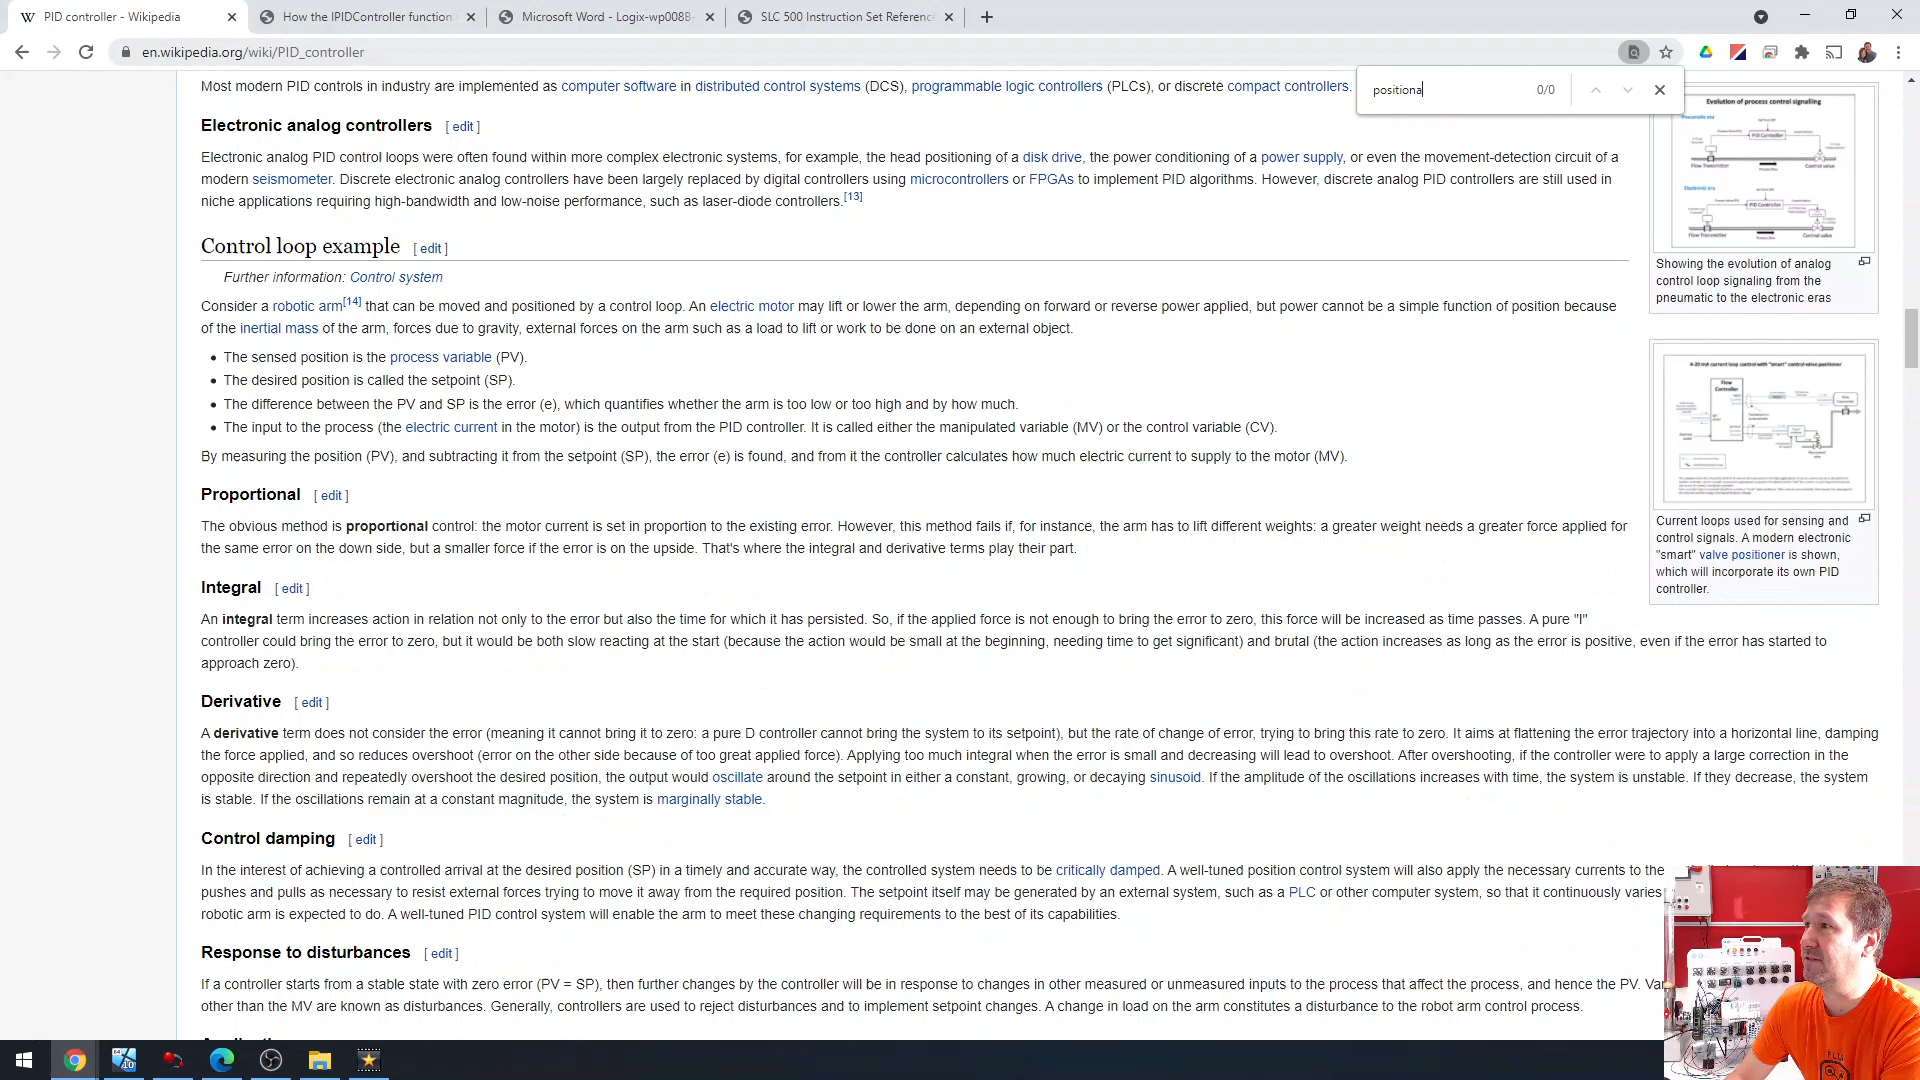 PID controller - Wikipedia
How the IPIDController function
Microsoft Word - Logix-wp008B-
SLC 500 Instruction Set Referenc
en.wikipedia.org/wiki/PID_controller
positiona
0/0
Most modern PID controls in industry are implemented as computer software in distributed control systems (DCS), programmable logic controllers (PLCs), or discrete compact controllers.
Electronic analog controllers [ edit ]
Electronic analog PID control loops were often found within more complex electronic systems, for example, the head positioning of a disk drive, the power conditioning of a power supply, or even the movement-detection circuit of a
modern seismometer. Discrete electronic analog controllers have been largely replaced by digital controllers using microcontrollers or FPGAs to implement PID algorithms. However, discrete analog PID controllers are still used in
niche applications requiring high-bandwidth and low-noise performance, such as laser-diode controllers.[13]
Control loop example [ edit ]
Further information: Control system
Consider a robotic arm[14] that can be moved and positioned by a control loop. An electric motor may lift or lower the arm, depending on forward or reverse power applied, but power cannot be a simple function of position because
of the inertial mass of the arm, forces due to gravity, external forces on the arm such as a load to lift or work to be done on an external object.
• The sensed position is the process variable (PV).
• The desired position is called the setpoint (SP).
• The difference between the PV and SP is the error (e), which quantifies whether the arm is too low or too high and by how much.
• The input to the process (the electric current in the motor) is the output from the PID controller. It is called either the manipulated variable (MV) or the control variable (CV).
By measuring the position (PV), and subtracting it from the setpoint (SP), the error (e) is found, and from it the controller calculates how much electric current to supply to the motor (MV).
Proportional [ edit ]
The obvious method is proportional control: the motor current is set in proportion to the existing error. However, this method fails if, for instance, the arm has to lift different weights: a greater weight needs a greater force applied for
the same error on the down side, but a smaller force if the error is on the upside. That's where the integral and derivative terms play their part.
Integral [ edit ]
An integral term increases action in relation not only to the error but also the time for which it has persisted. So, if the applied force is not enough to bring the error to zero, this force will be increased as time passes. A pure "I"
controller could bring the error to zero, but it would be both slow reacting at the start (because the action would be small at the beginning, needing time to get significant) and brutal (the action increases as long as the error is positive, even if the error has started to
approach zero).
Derivative [ edit ]
A derivative term does not consider the error (meaning it cannot bring it to zero: a pure D controller cannot bring the system to its setpoint), but the rate of change of error, trying to bring this rate to zero. It aims at flattening the error trajectory into a horizontal line, damping
the force applied, and so reduces overshoot (error on the other side because of too great applied force). Applying too much integral when the error is small and decreasing will lead to overshoot. After overshooting, if the controller were to apply a large correction in the
opposite direction and repeatedly overshoot the desired position, the output would oscillate around the setpoint in either a constant, growing, or decaying sinusoid. If the amplitude of the oscillations increases with time, the system is unstable. If they decrease, the system
is stable. If the oscillations remain at a constant magnitude, the system is marginally stable.
Control damping [ edit ]
In the interest of achieving a controlled arrival at the desired position (SP) in a timely and accurate way, the controlled system needs to be critically damped. A well-tuned position control system will also apply the necessary currents to the
pushes and pulls as necessary to resist external forces trying to move it away from the required position. The setpoint itself may be generated by an external system, such as a PLC or other computer system, so that it continuously varies
robotic arm is expected to do. A well-tuned PID control system will enable the arm to meet these changing requirements to the best of its capabilities.
Response to disturbances [ edit ]
If a controller starts from a stable state with zero error (PV = SP), then further changes by the controller will be in response to changes in other measured or unmeasured inputs to the process that affect the process, and hence the PV. Va
other than the MV are known as disturbances. Generally, controllers are used to reject disturbances and to implement setpoint changes. A change in load on the arm constitutes a disturbance to the robot arm control process.
Evolution of process control signalling
PID Controller
Flow Transmitter
Control valve
PID Controller
Flow Transmitter
Control valve
Showing the evolution of analog
control loop signaling from the
pneumatic to the electronic eras
4-20 mA current loop control with "smart" control valve positioner
Flow
Controller
Current loops used for sensing and
control signals. A modern electronic
"smart" valve positioner is shown,
which will incorporate its own PID
controller.